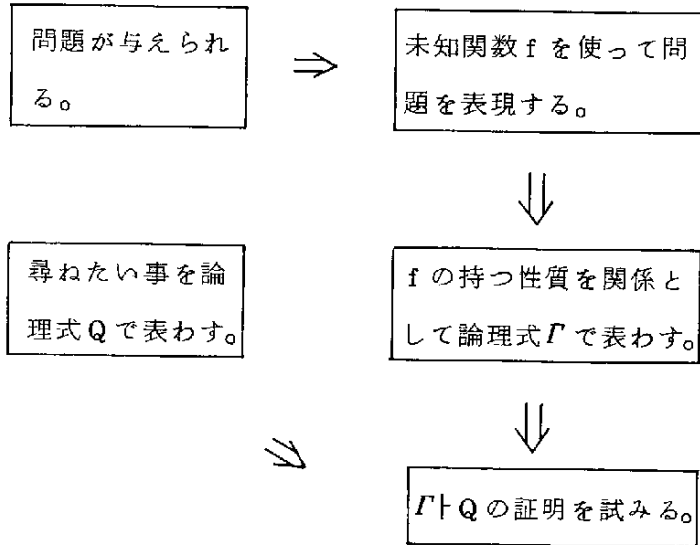 問題が与えられ
る。
未知関数fを使って問
題を表現する。
尋ねたい事を論
理式Qで表わす。
fの持つ性質を関係と
して論理式Γで表わす。
Γ⊢Qの証明を試みる。